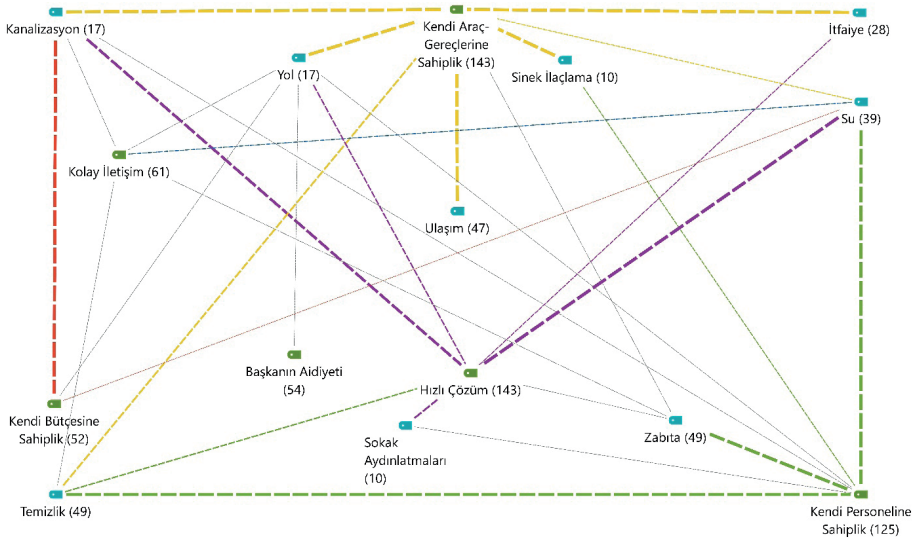 Kanalizasyon (17)
Kendi Araç-
Gereçlerine
Sahiplik (143)
İtfaiye (28)
Yol (17)
Sinek İlaçlama (10)
Su (39)
Kolay İletişim (61)
Ulaşım (47)
Başkanın Aidiyeti
(54)
Hızlı Çözüm (143)
Kendi Bütçesine
Sahiplik (52)
Sokak
Aydınlatmaları
(10)
Zabıta (49)
Temizlik (49)
Kendi Personeline
Sahiplik (125)